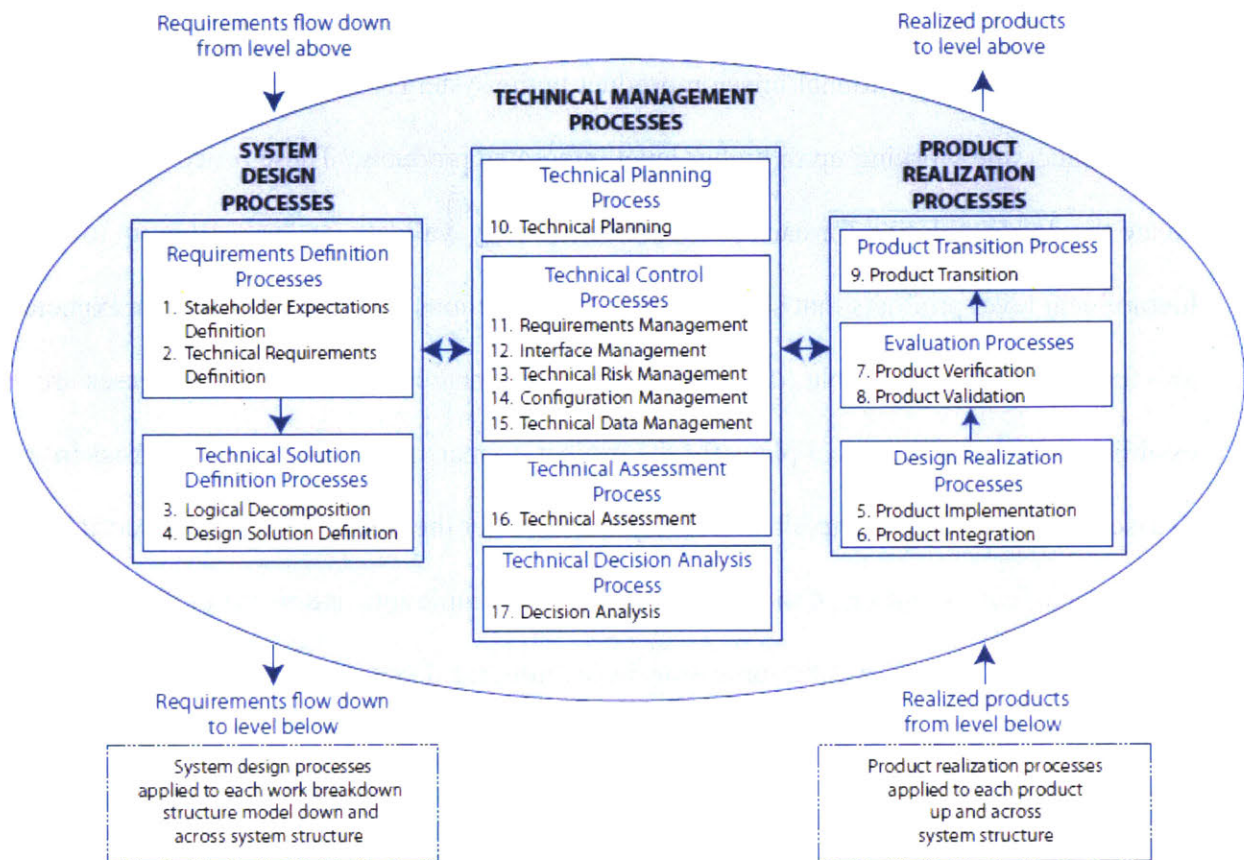 Requirements flow down
from level above
Realized products
to level above
TECHNICAL MANAGEMENT
PROCESSES
SYSTEM
DESIGN
PROCESSES
Requirements Definition
Processes
1. Stakeholder Expectations
Definition
2. Technical Requirements
Definition
Technical Solution
Definition Processes
3. Logical Decomposition
4. Design Solution Definition
Technical Planning
Process
10. Technical Planning
Technical Control
Processes
11. Requirements Management
12. Interface Management
13. Technical Risk Management
14. Configuration Management
15. Technical Data Management
Technical Assessment
Process
16. Technical Assessment
Technical Decision Analysis
Process
17. Decision Analysis
PRODUCT
REALIZATION
PROCESSES
Product Transition Process
9. Product Transition
Evaluation Processes
7. Product Verification
8. Product Validation
Design Realization
Processes
5. Product Implementation
6. Product Integration
Requirements flow down
to level below
System design processes
applied to each work breakdown
structure model down and
across system structure
Realized products
from level below
Product realization processes
applied to each product
up and across
system structure